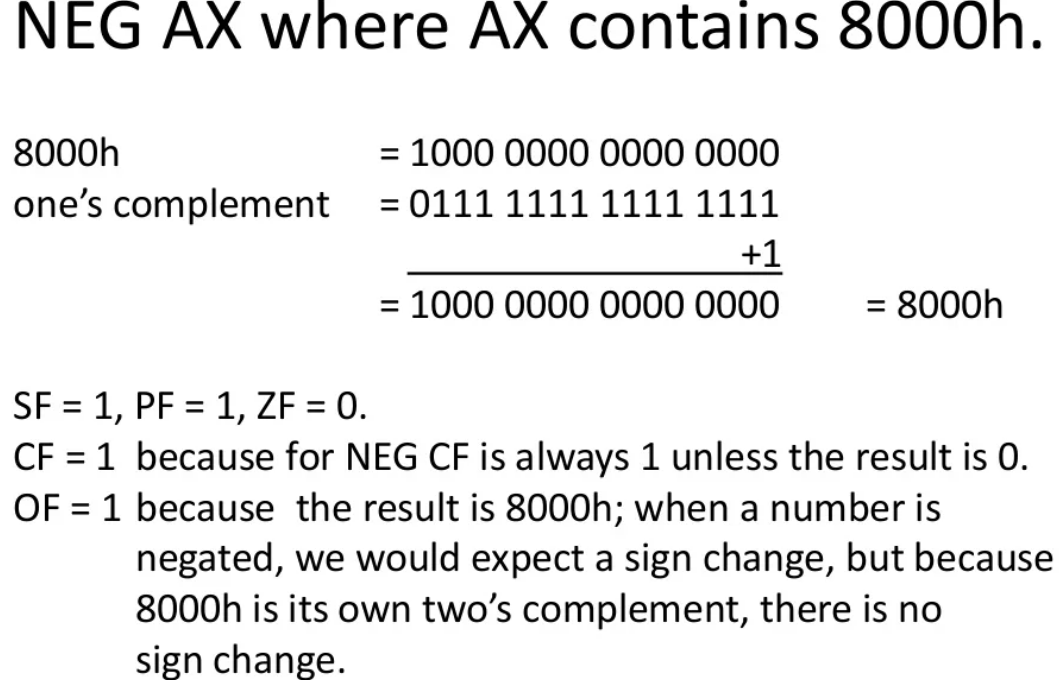 NEG AX where AX contains 8000h.
8000h = 1000 0000 0000 0000
one’s complement = 0111 1111 1111 1111
+1
= 1000 0000 0000 0000 = 8000h
SF = 1, PF = 1, ZF = 0.
CF = 1 because for NEG CF is always 1 unless the result is 0.
OF = 1 because the result is 8000h; when a number is
negated, we would expect a sign change, but because
8000h is its own two’s complement, there is no
sign change.